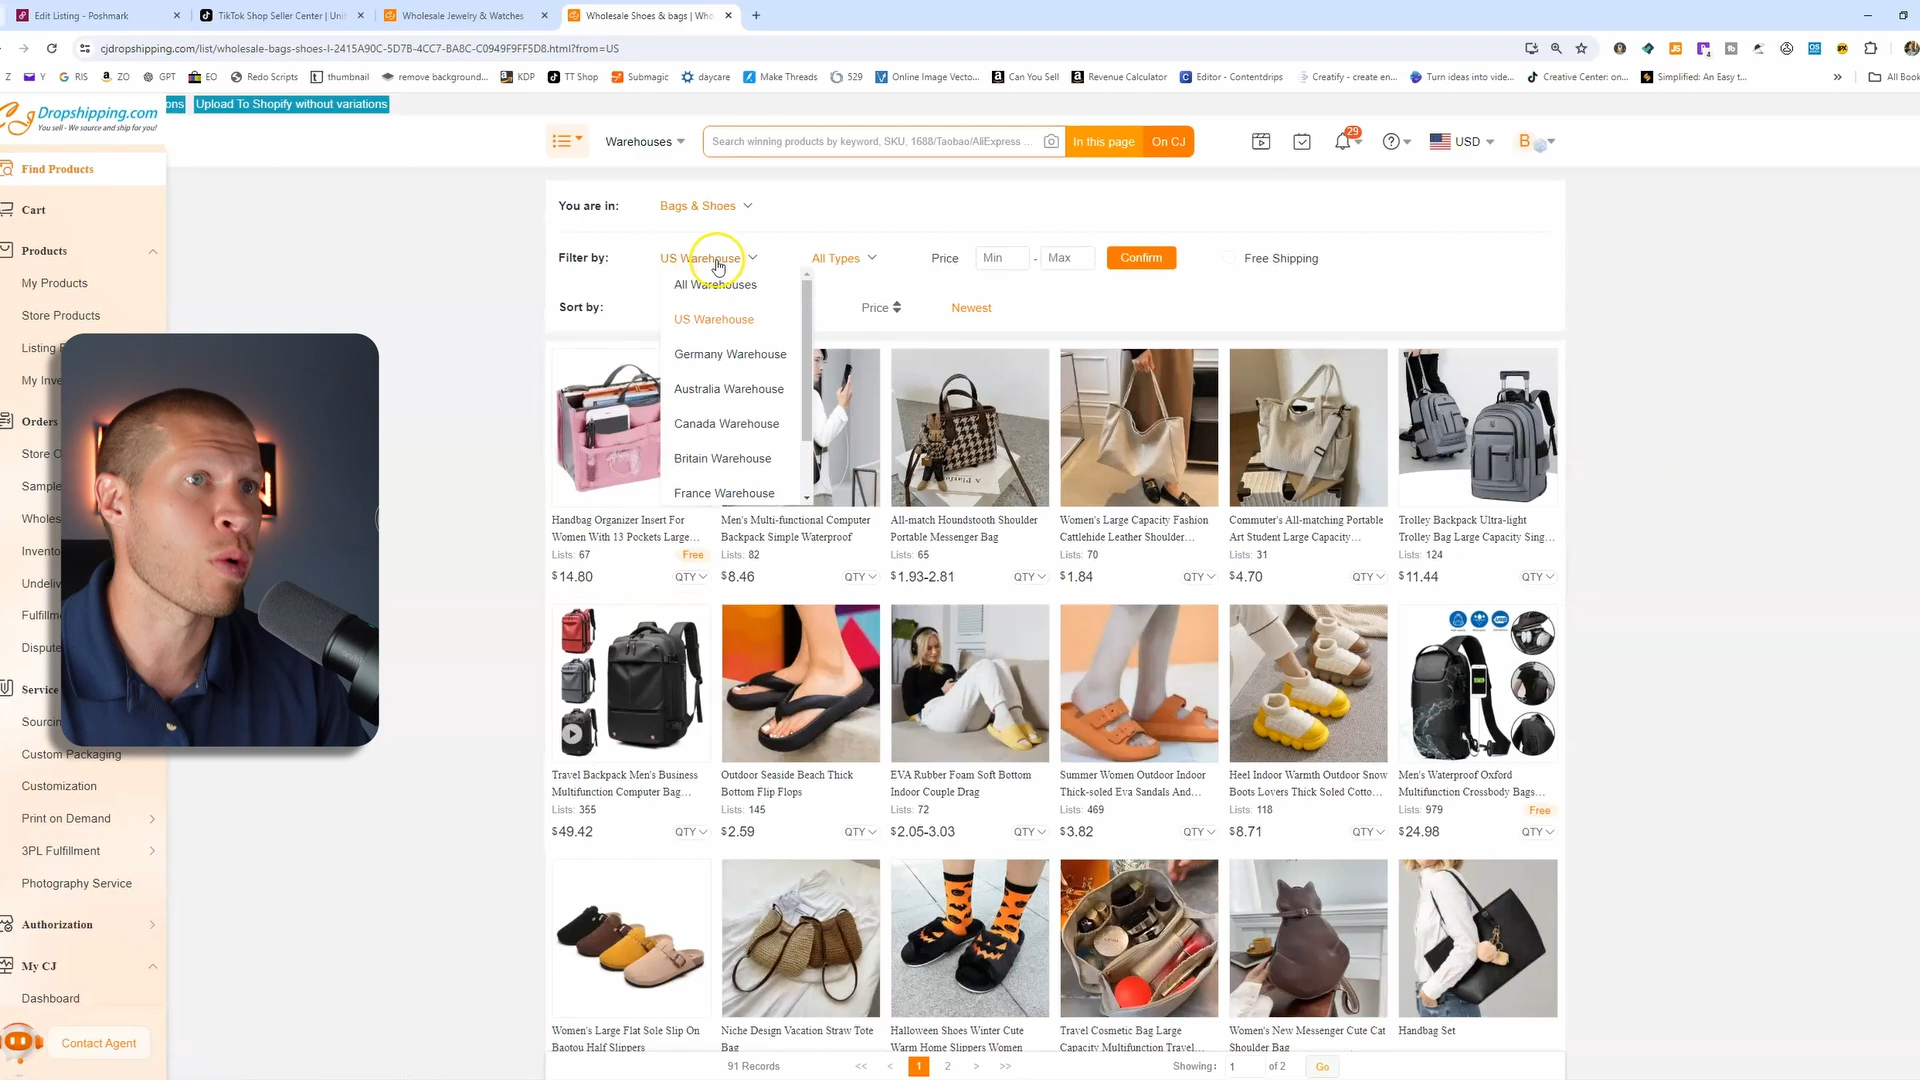 Edit Listing - Poshmark
TikTok Shop Seller Center | Uni
Wholesale Jewelry & Watches
Wholesale Shoes & bags | Who
cjdropshipping.com/list/wholesale-bags-shoes-l-2415A90C-5D7B-4CC7-BA8C-C0949F9FF5D8.html?from=US
Z
Y
RIS
ZO
GPT
EO
Redo Scripts
thumbnail
remove background...
KDP
TT Shop
Submagic
daycare
Make Threads
529
Online Image Vecto...
Can You Sell
Revenue Calculator
Editor - Contentdrips
Creatify - create en...
Turn ideas into vide...
Creative Center: on...
Simplified: An Easy t...
All Book
ons
Upload To Shopify without variations
Dropshipping.com
You sell - We source and ship for you!
Warehouses
Search winning products by keyword, SKU, 1688/Taobao/AliExpress ...
In this page
On CJ
29
USD
B
Find Products
Cart
Products
My Products
Store Products
Listing
My Inve
Orders
Store O
Sample
Wholes
Invento
Undeliv
Fulfillm
Dispute
Service
Sourcin
Custom Packaging
Customization
Print on Demand
3PL Fulfillment
Photography Service
Authorization
My CJ
Dashboard
Contact Agent
You are in:
Bags & Shoes
Filter by:
US Warehouse
All Types
Price
Min
-
Max
Confirm
Free Shipping
Sort by:
Price
Newest
All Warehouses
US Warehouse
Germany Warehouse
Australia Warehouse
Canada Warehouse
Britain Warehouse
France Warehouse
Handbag Organizer Insert For
Women With 13 Pockets Large...
Lists: 67
Free
$14.80
QTY
Men's Multi-functional Computer
Backpack Simple Waterproof
Lists: 82
$8.46
QTY
All-match Houndstooth Shoulder
Portable Messenger Bag
Lists: 65
$1.93-2.81
QTY
Women's Large Capacity Fashion
Cattlehide Leather Shoulder...
Lists: 70
$1.84
QTY
Commuter's All-matching Portable
Art Student Large Capacity...
Lists: 31
$4.70
QTY
Trolley Backpack Ultra-light
Trolley Bag Large Capacity Sing...
Lists: 124
$11.44
QTY
Travel Backpack Men's Business
Multifunction Computer Bag...
Lists: 355
$49.42
QTY
Outdoor Seaside Beach Thick
Bottom Flip Flops
Lists: 145
$2.59
QTY
EVA Rubber Foam Soft Bottom
Indoor Couple Drag
Lists: 72
$2.05-3.03
QTY
Summer Women Outdoor Indoor
Thick-soled Eva Sandals And...
Lists: 469
$3.82
QTY
Heel Indoor Warmth Outdoor Snow
Boots Lovers Thick Soled Cotto...
Lists: 118
$8.71
QTY
Men's Waterproof Oxford
Multifunction Crossbody Bags...
Lists: 979
Free
$24.98
QTY
Women's Large Flat Sole Slip On
Baotou Half Slippers
Niche Design Vacation Straw Tote
Bag
Halloween Shoes Winter Cute
Warm Home Slippers Women
Travel Cosmetic Bag Large
Capacity Multifunction Travel
Women's New Messenger Cute Cat
Shoulder Bag
Handbag Set
91 Records
<<
<
1
2
>
>>
Showing:
1
of 2
Go